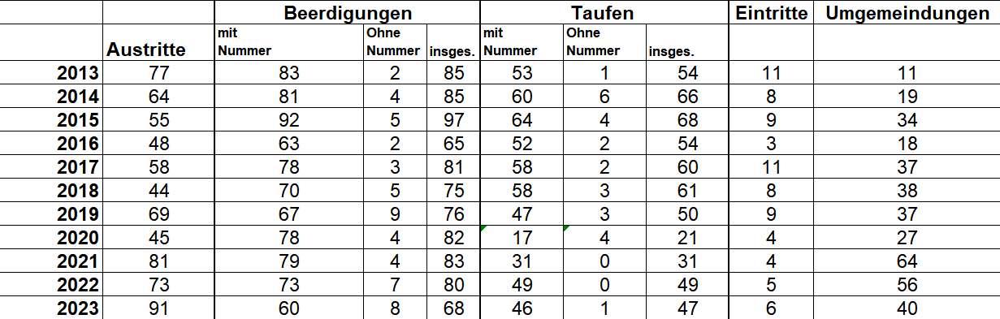 Beerdigungen Taufen Eintritte Umgemeindungen
Austritte mit Nummer Ohne Nummer insges. mit Nummer Ohne Nummer insges.
2013 77 83 2 85 53 1 54 11 11
2014 64 81 4 85 60 6 66 8 19
2015 55 92 5 97 64 4 68 9 34
2016 48 63 2 65 52 2 54 3 18
2017 58 78 3 81 58 2 60 11 37
2018 44 70 5 75 58 3 61 8 38
2019 69 67 9 76 47 3 50 9 37
2020 45 78 4 82 17 4 21 4 27
2021 81 79 4 83 31 0 31 4 64
2022 73 73 7 80 49 0 49 5 56
2023 91 60 8 68 46 1 47 6 40